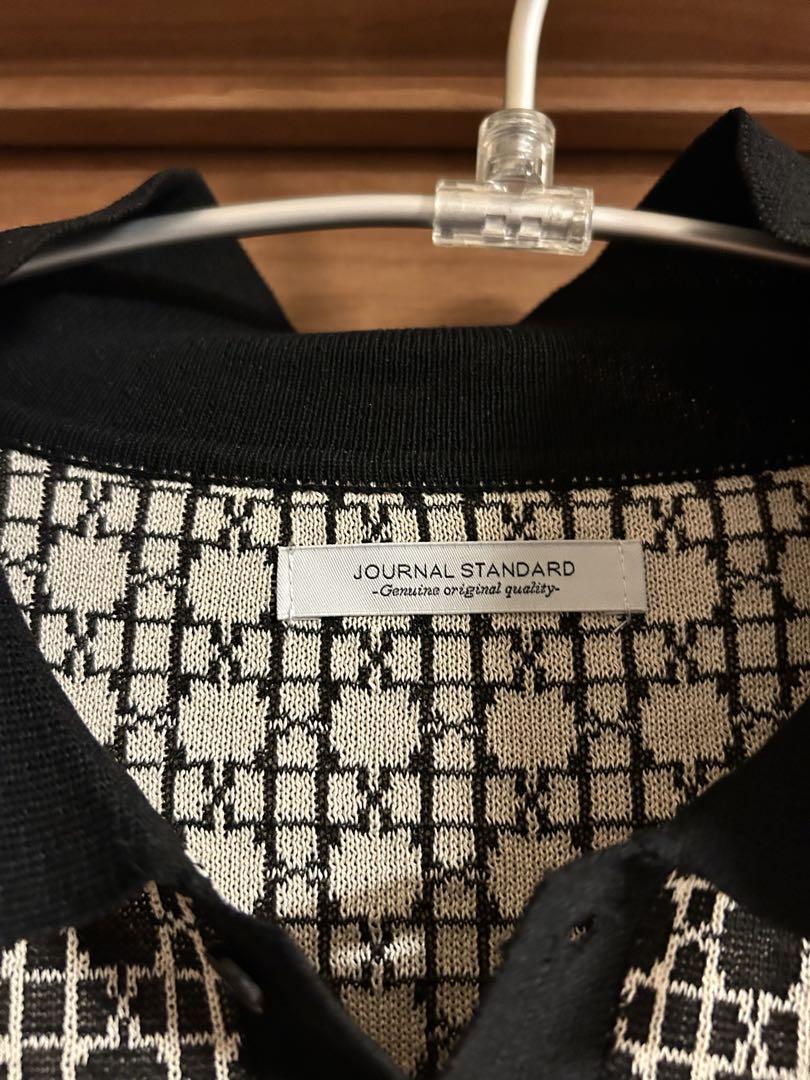 JOURNAL STANDARD
-Genuine original quality-